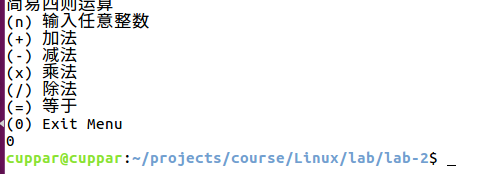 简易四则运算
(n) 输入任意整数
(+) 加法
(-) 减法
(x) 乘法
(/) 除法
(=) 等于
(0) Exit Menu
0
cuppar@cuppar:~/projects/course/Linux/lab/lab-2$ _